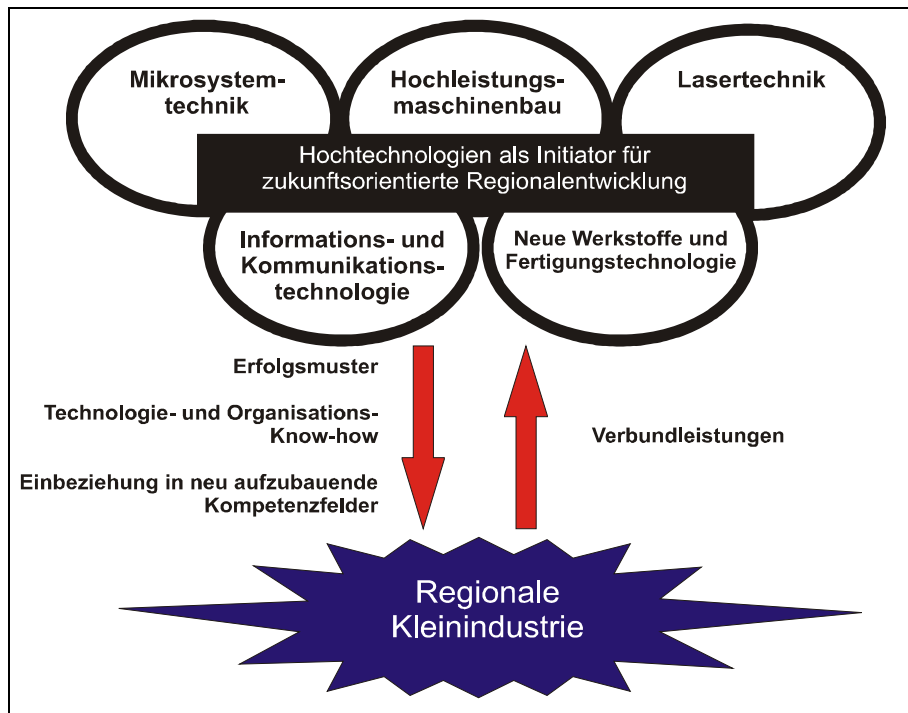 Mikrosystem-
technik
Hochleistungs-
maschinenbau
Lasertechnik
Hochtechnologien als Initiator für
zukunftsorientierte Regionalentwicklung
Informations- und
Kommunikations-
technologie
Neue Werkstoffe und
Fertigungstechnologie
Erfolgsmuster
Technologie- und Organisations-
Know-how
Einbeziehung in neu aufzubauende
Kompetenzfelder
Verbundleistungen
Regionale
Kleinindustrie